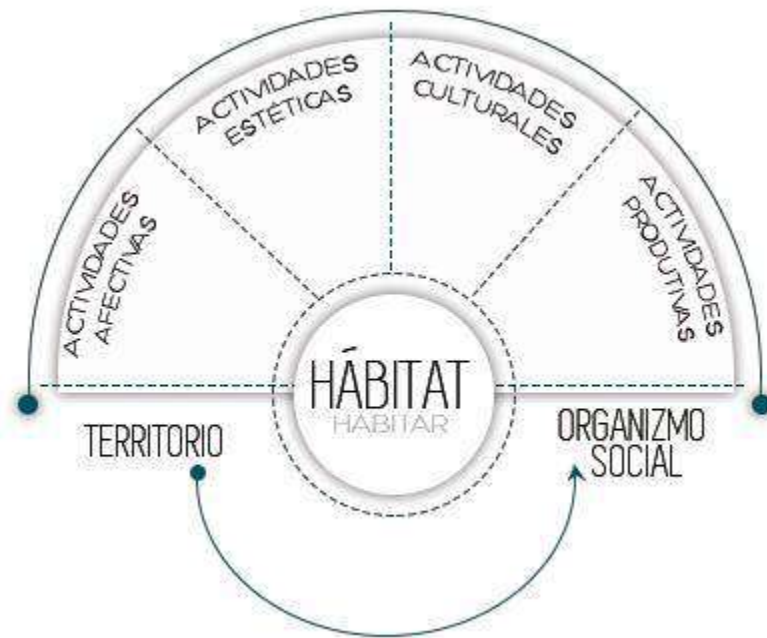 ACTIVIDADES
AFECTIVAS
ACTIVIDADES
ESTÉTICAS
ACTIVIDADES
CULTURALES
ACTIVIDADES
PRODUTIVAS
HÁBITAT
HABITAR
TERRITORIO
ORGANIZMO
SOCIAL